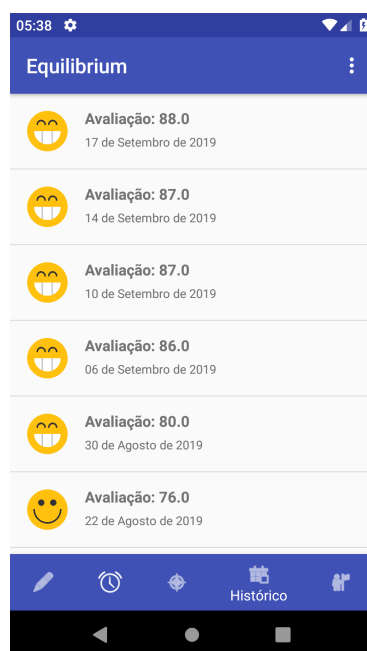 05:38
Equilibrium
Avaliação: 88.0
17 de Setembro de 2019
Avaliação: 87.0
14 de Setembro de 2019
Avaliação: 87.0
10 de Setembro de 2019
Avaliação: 86.0
06 de Setembro de 2019
Avaliação: 80.0
30 de Agosto de 2019
Avaliação: 76.0
22 de Agosto de 2019
Histórico